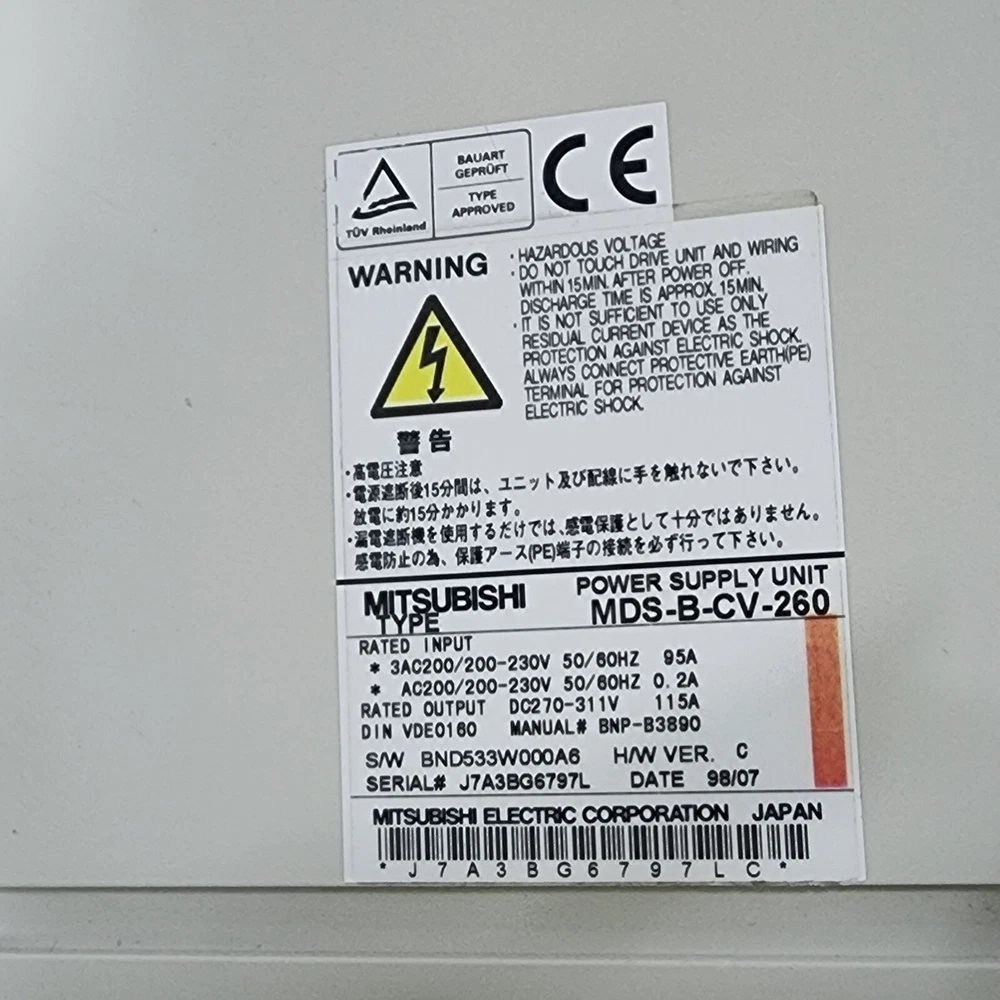 TÜV Rheinland
BAUART
GEPRÜFT
TYPE
APPROVED
CE
WARNING
・HAZARDOUS VOLTAGE
・DO NOT TOUCH DRIVE UNIT AND WIRING
WITHIN 15MIN. AFTER POWER OFF.
DISCHARGE TIME IS APPROX. 15MIN.
・IT IS NOT SUFFICIENT TO USE ONLY
RESIDUAL CURRENT DEVICE AS THE
PROTECTION AGAINST ELECTRIC SHOCK.
ALWAYS CONNECT PROTECTIVE EARTH(PE)
TERMINAL FOR PROTECTION AGAINST
ELECTRIC SHOCK.
警告
・高電圧注意
・電源遮断後15分間は、ユニット及び配線に手を触れないで下さい。
放電に約15分かかります。
・漏電遮断機を使用するだけでは、感電保護として十分ではありません。
感電防止の為、保護アース(PE)端子の接続を必ず行って下さい。
MITSUBISHI POWER SUPPLY UNIT
TYPE MDS-B-CV-260
RATED INPUT
* 3AC200/200-230V 50/60HZ 95A
* AC200/200-230V 50/60HZ 0.2A
RATED OUTPUT DC270-311V 115A
DIN VDE0160 MANUAL# BNP-B3890
S/W BND533W000A6 H/W VER. C
SERIAL# J7A3BG6797L DATE 98/07
MITSUBISHI ELECTRIC CORPORATION JAPAN
*J7A3BG6797LC*